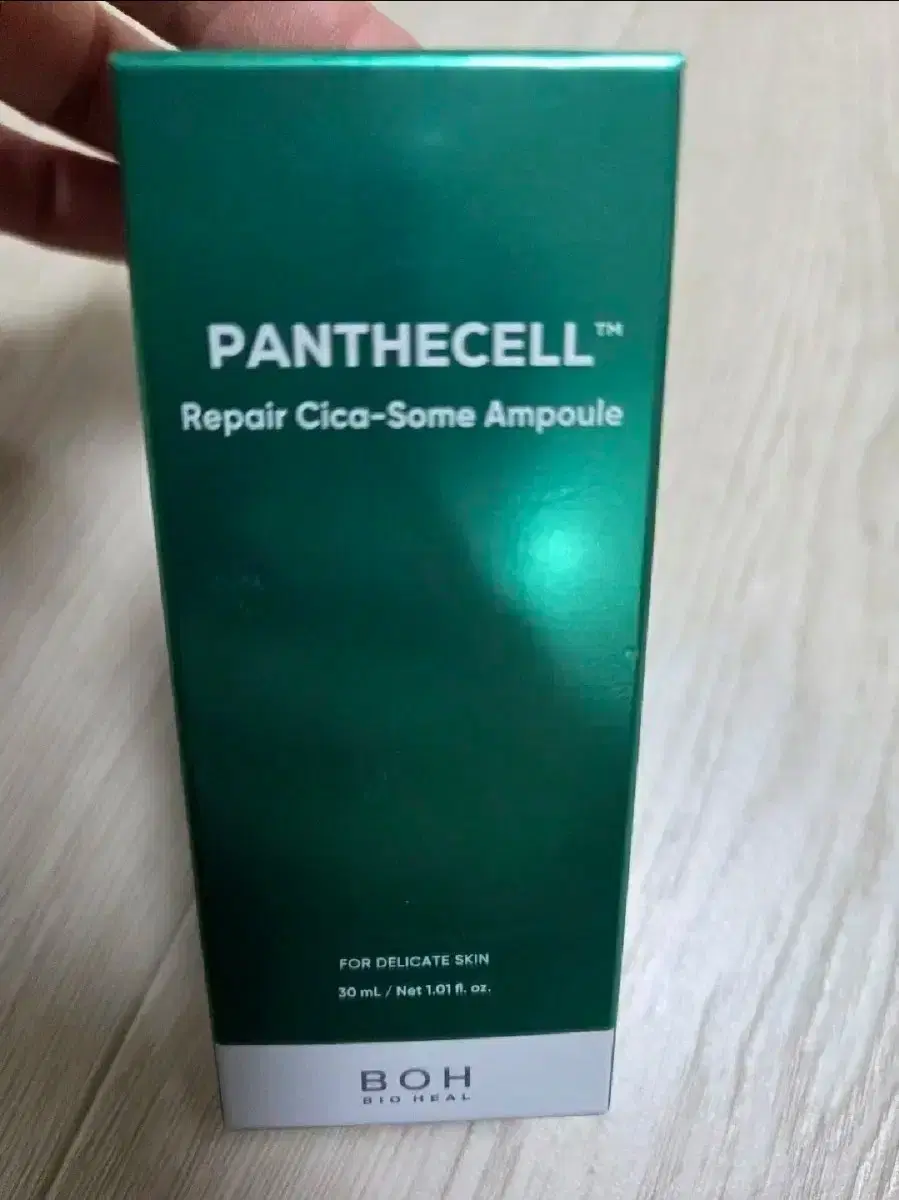 PANTHECELL™
Repair Cica-Some Ampoule
FOR DELICATE SKIN
30 mL / Net 1.01 fl. oz.
BOH
BIO HEAL